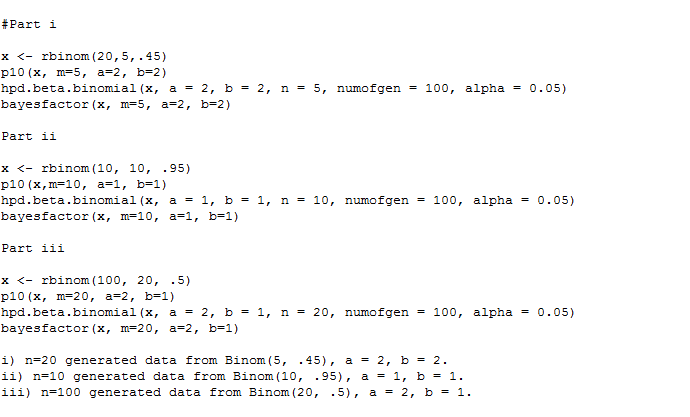 #Part i
x <- rbinom(20,5,.45)
p10(x, m=5, a=2, b=2)
hpd.beta.binomial(x, a = 2, b = 2, n = 5, numofgen = 100, alpha = 0.05)
bayesfactor(x, m=5, a=2, b=2)
Part ii
x <- rbinom(10, 10, .95)
p10(x,m=10, a=1, b=1)
hpd.beta.binomial(x, a = 1, b = 1, n = 10, numofgen = 100, alpha = 0.05)
bayesfactor(x, m=10, a=1, b=1)
Part iii
x <- rbinom(100, 20, .5)
p10(x, m=20, a=2, b=1)
hpd.beta.binomial(x, a = 2, b = 1, n = 20, numofgen = 100, alpha = 0.05)
bayesfactor(x, m=20, a=2, b=1)
i) n=20 generated data from Binom(5, .45), a = 2, b = 2.
ii) n=10 generated data from Binom(10, .95), a = 1, b = 1.
iii) n=100 generated data from Binom(20, .5), a = 2, b = 1.